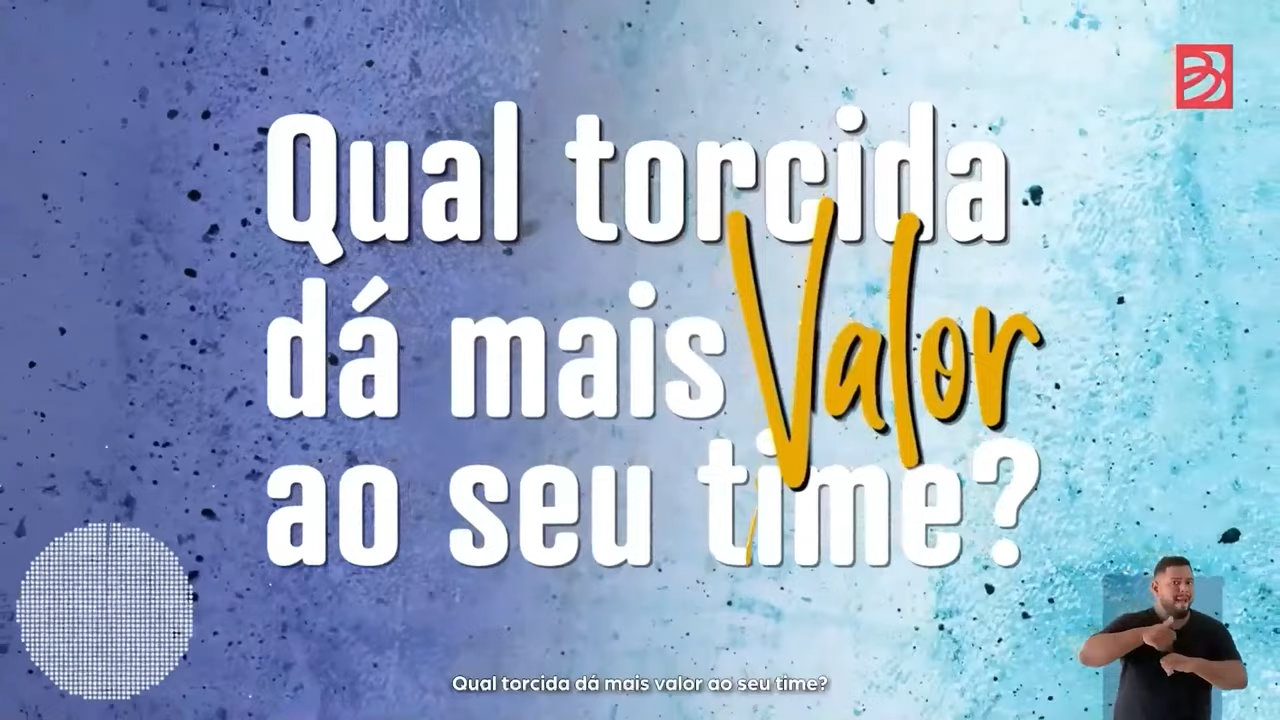 Qual torcida
dá mais Valor
ao seu time?
Qual torcida dá mais valor ao seu time?